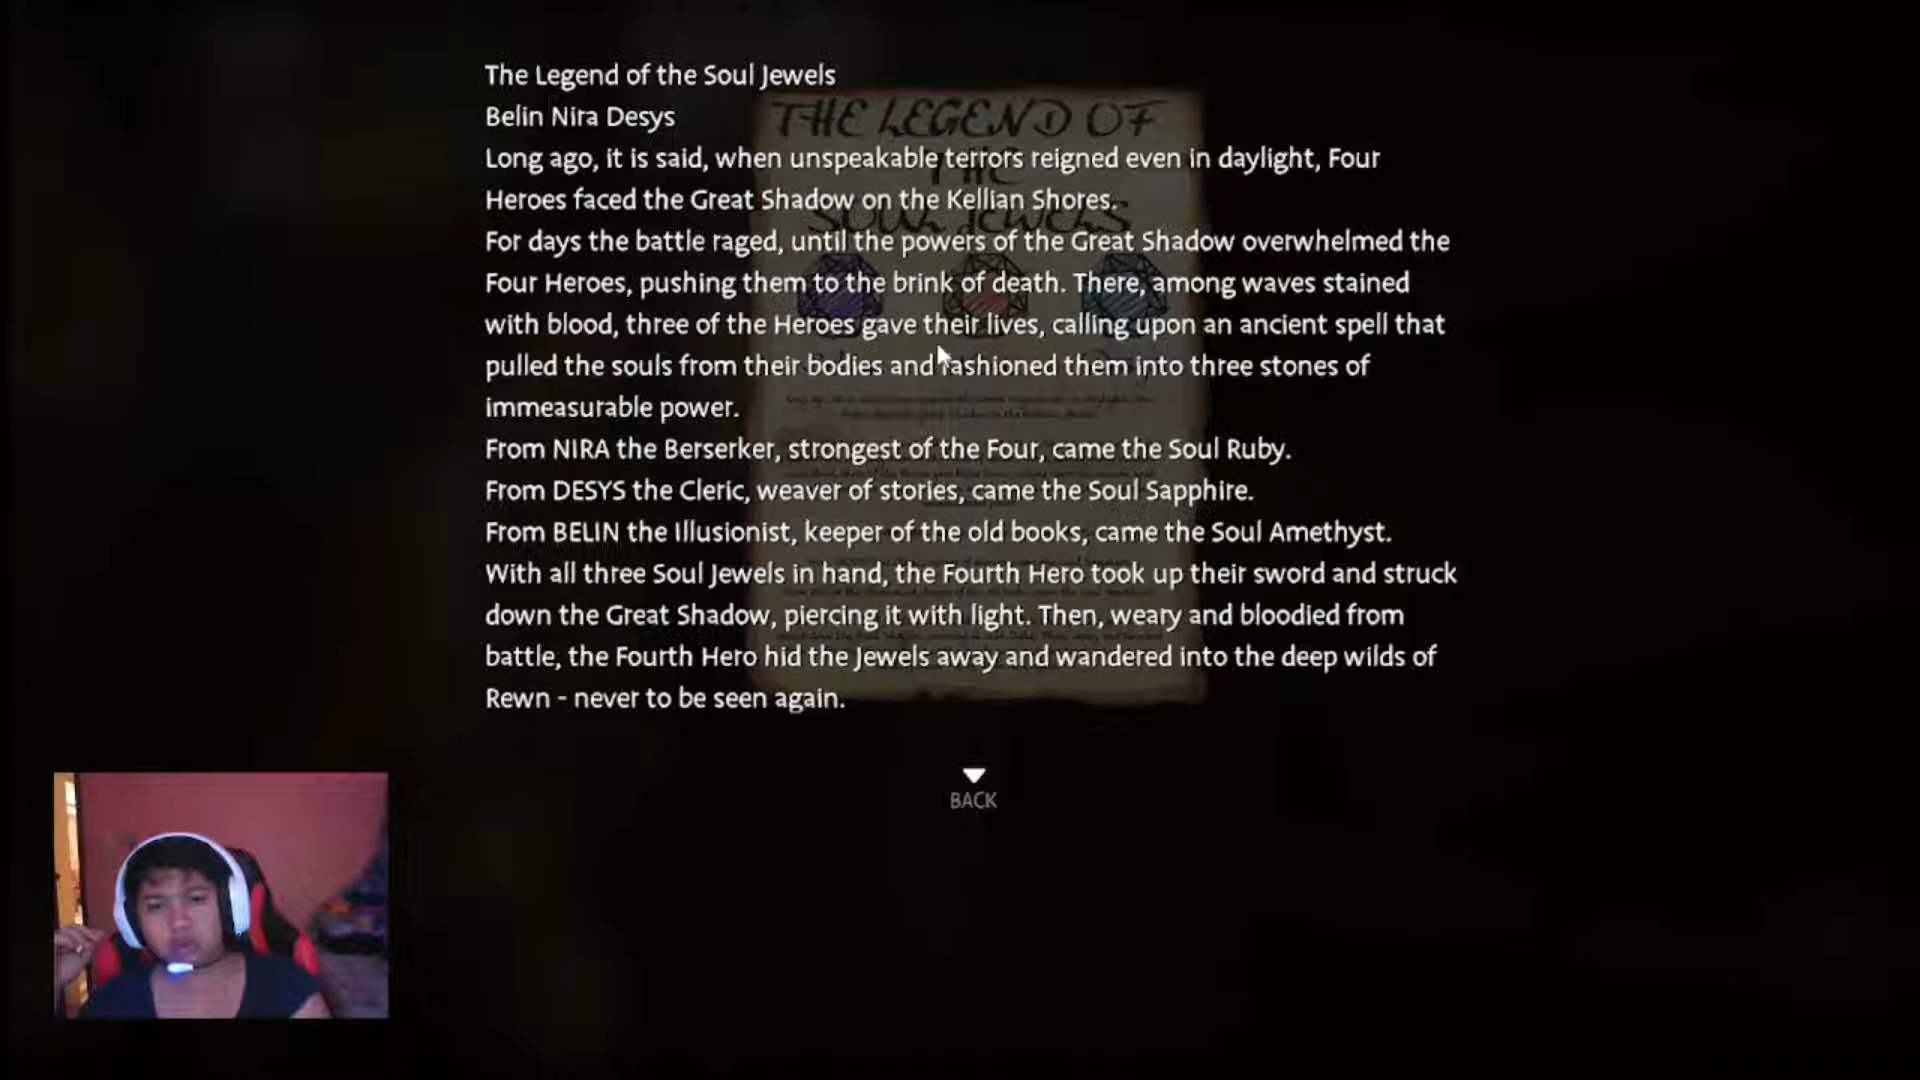 The Legend of the Soul Jewels
Belin Nira Desys
Long ago, it is said, when unspeakable terrors reigned even in daylight, Four
Heroes faced the Great Shadow on the Kellian Shores.
For days the battle raged, until the powers of the Great Shadow overwhelmed the
Four Heroes, pushing them to the brink of death. There, among waves stained
with blood, three of the Heroes gave their lives, calling upon an ancient spell that
pulled the souls from their bodies and fashioned them into three stones of
immeasurable power.
From NIRA the Berserker, strongest of the Four, came the Soul Ruby.
From DESYS the Cleric, weaver of stories, came the Soul Sapphire.
From BELIN the Illusionist, keeper of the old books, came the Soul Amethyst.
With all three Soul Jewels in hand, the Fourth Hero took up their sword and struck
down the Great Shadow, piercing it with light. Then, weary and bloodied from
battle, the Fourth Hero hid the Jewels away and wandered into the deep wilds of
Rewn - never to be seen again.
THE LEGEND OF
THE
SOUL JEWELS
BACK